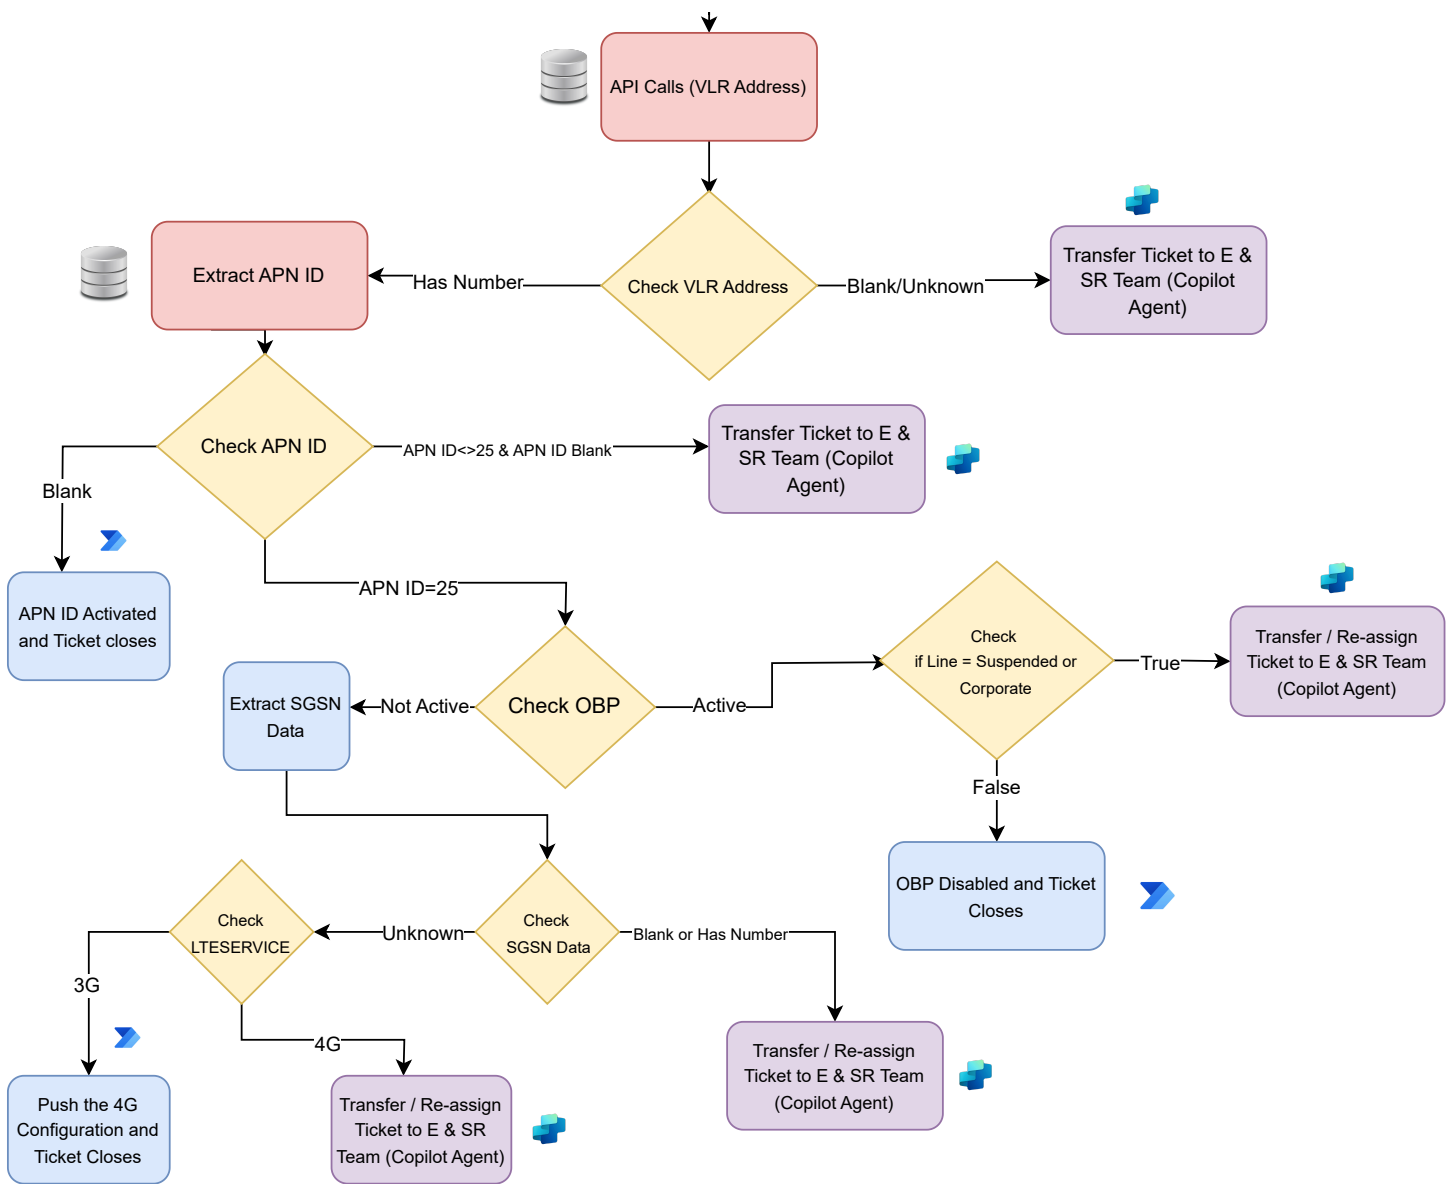 API Calls (VLR Address)
Check VLR Address
Has Number
Blank/Unknown
Transfer Ticket to E &
SR Team (Copilot
Agent)
Extract APN ID
Check APN ID
APN ID<>25 & APN ID Blank
Transfer Ticket to E &
SR Team (Copilot
Agent)
Blank
APN ID Activated
and Ticket closes
APN ID=25
Check OBP
Not Active
Extract SGSN
Data
Active
Check
if Line = Suspended or
Corporate
True
Transfer / Re-assign
Ticket to E & SR Team
(Copilot Agent)
False
OBP Disabled and Ticket
Closes
Check
SGSN Data
Unknown
Blank or Has Number
Check
LTESERVICE
3G
4G
Push the 4G
Configuration and
Ticket Closes
Transfer / Re-assign
Ticket to E & SR
Team (Copilot Agent)
Transfer / Re-assign
Ticket to E & SR Team
(Copilot Agent)